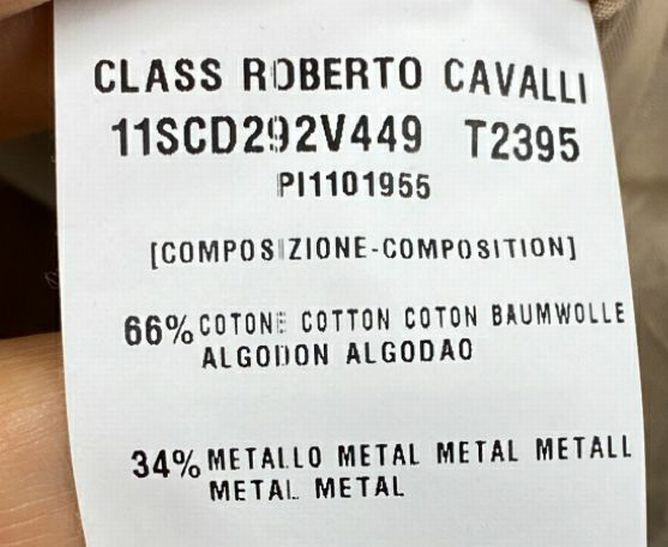 CLASS ROBERTO CAVALLI
11SCD292V449 T2395
PI1101955
[COMPOSIZIONE-COMPOSITION]
66% COTONE COTTON COTON BAUMWOLLE
ALGODON ALGODAO
34% METALLO METAL METAL METALL
METAL METAL